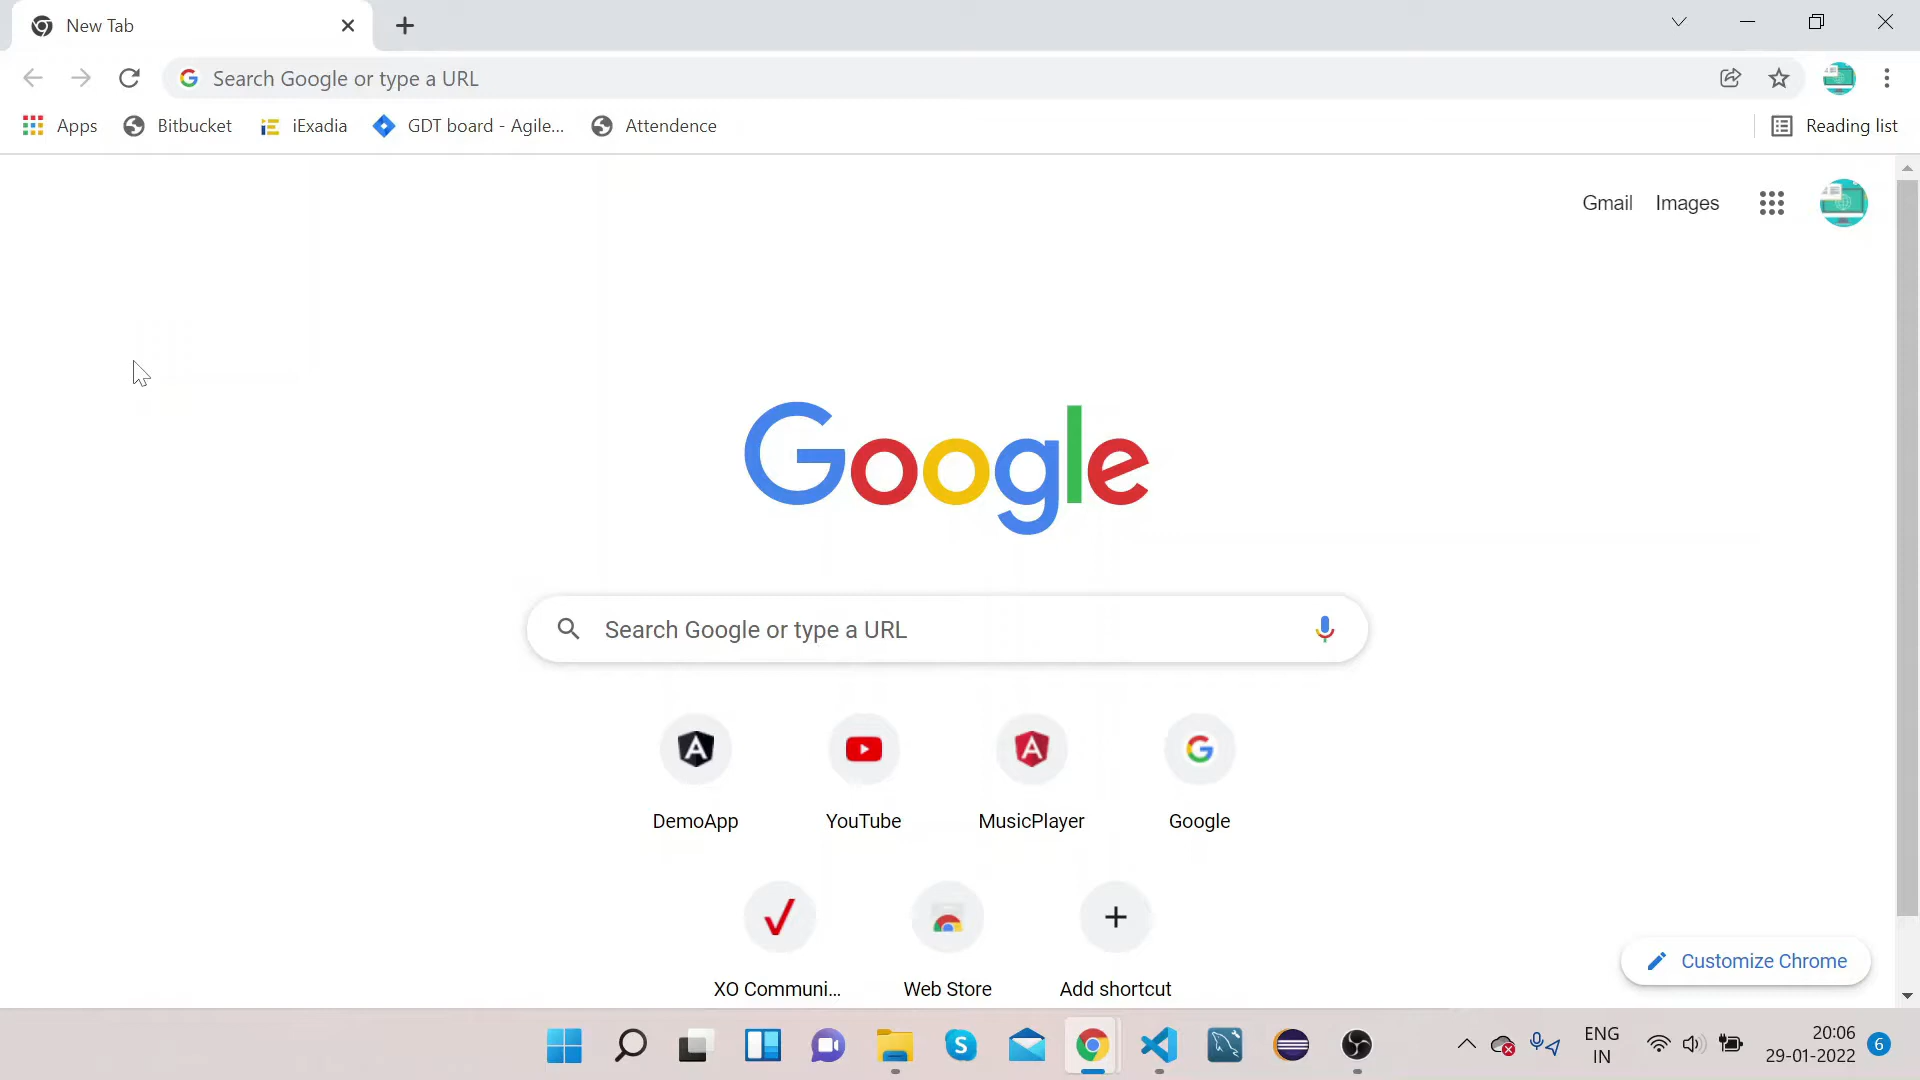 New Tab
Search Google or type a URL
Apps
Bitbucket
iExadia
GDT board - Agile...
Attendence
Reading list
Gmail
Images
Google
Search Google or type a URL
DemoApp
YouTube
MusicPlayer
Google
XO Communi...
Web Store
Add shortcut
Customize Chrome
ENG
IN
20:06
29-01-2022
6